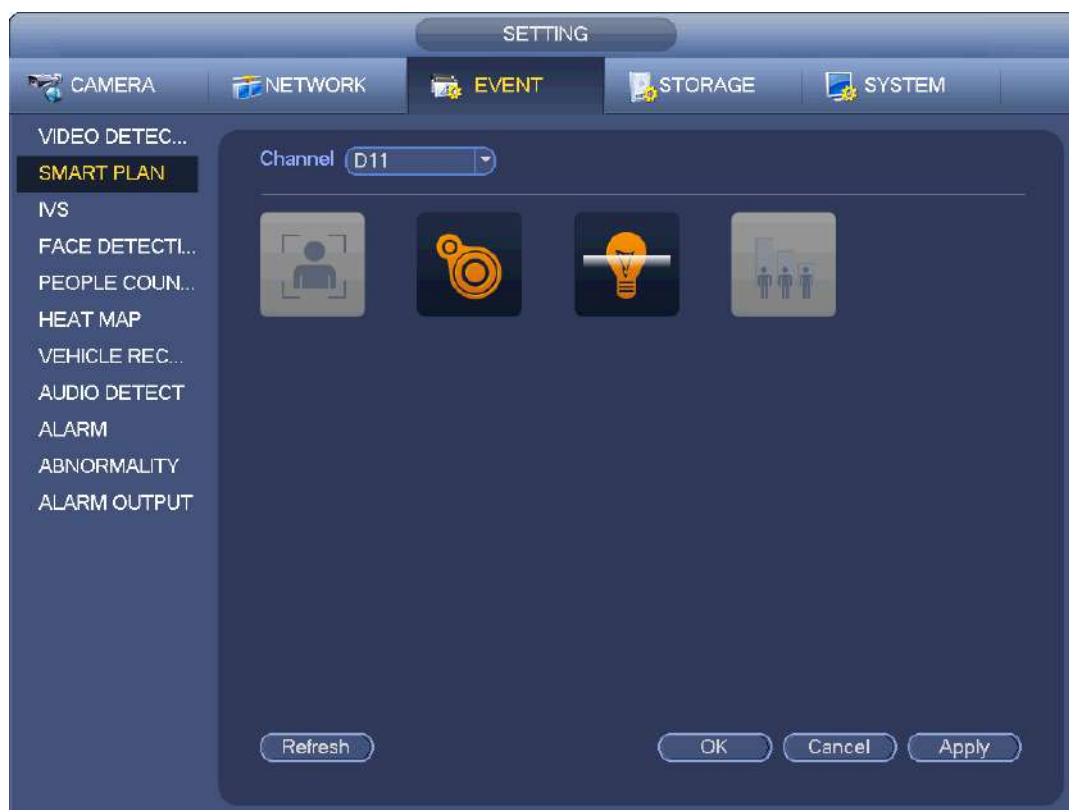 SETTING
CAMERA NETWORK EVENT STORAGE SYSTEM
VIDEO DETEC...
SMART PLAN
IVS
FACE DETECTI...
PEOPLE COUN...
HEAT MAP
VEHICLE REC...
AUDIO DETECT
ALARM
ABNORMALITY
ALARM OUTPUT
Channel D11
Refresh OK Cancel Apply